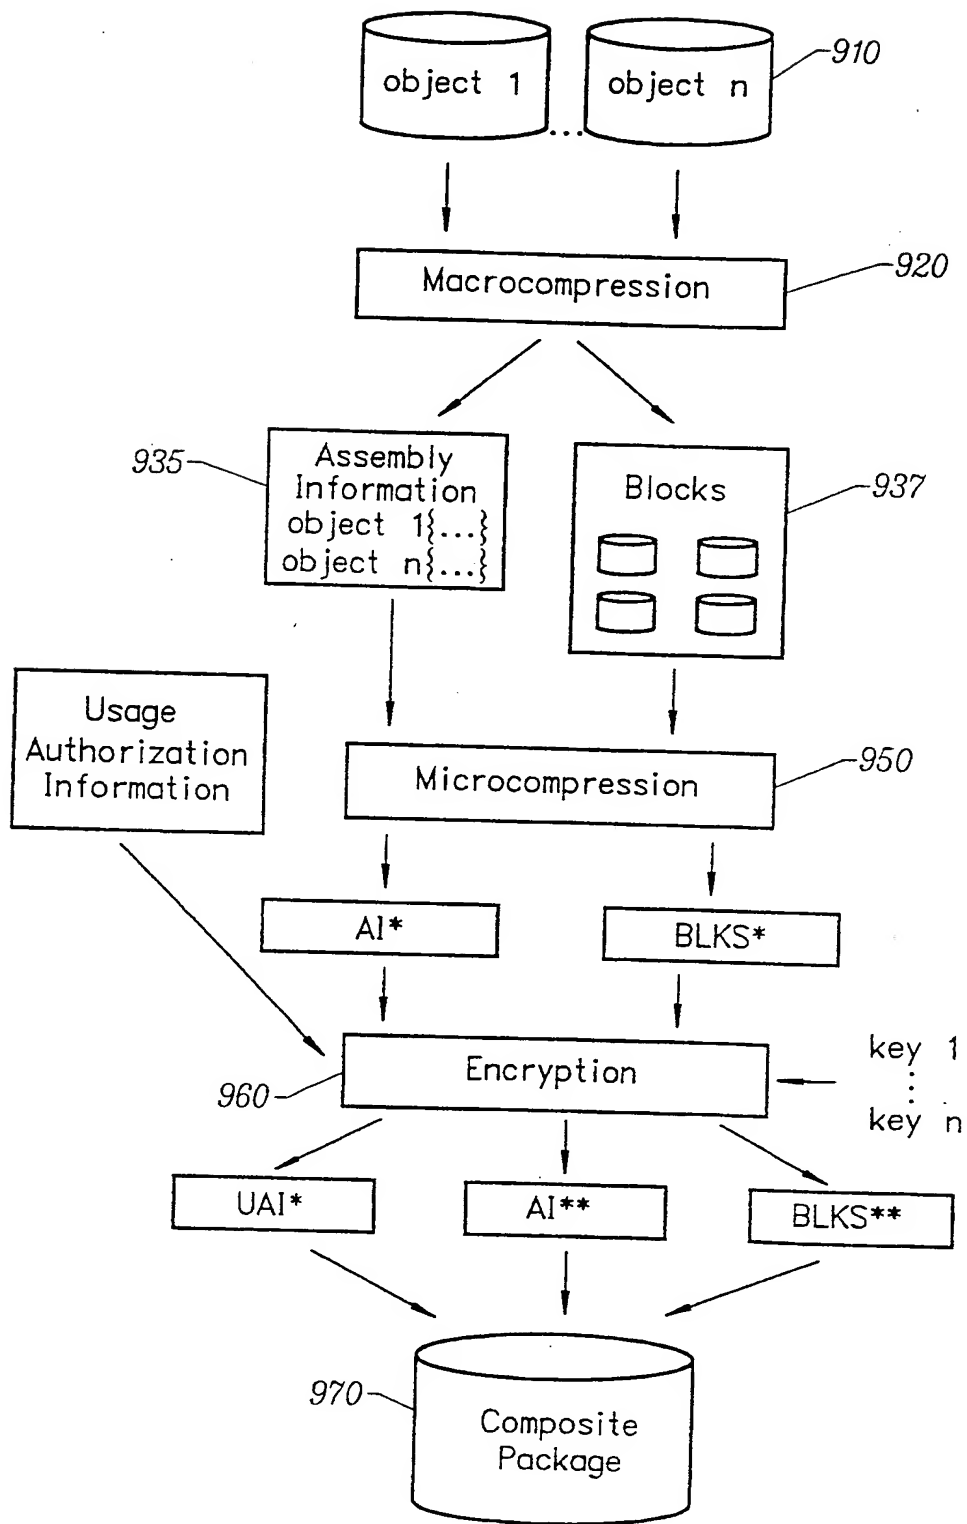 object 1
...
object n
910
Macrocompression
920
935
Assembly
Information
object 1{...}
object n{...}
Blocks
937
Usage
Authorization
Information
Microcompression
950
AI*
BLKS*
960
Encryption
key 1
key n
UAI*
AI**
BLKS**
970
Composite
Package